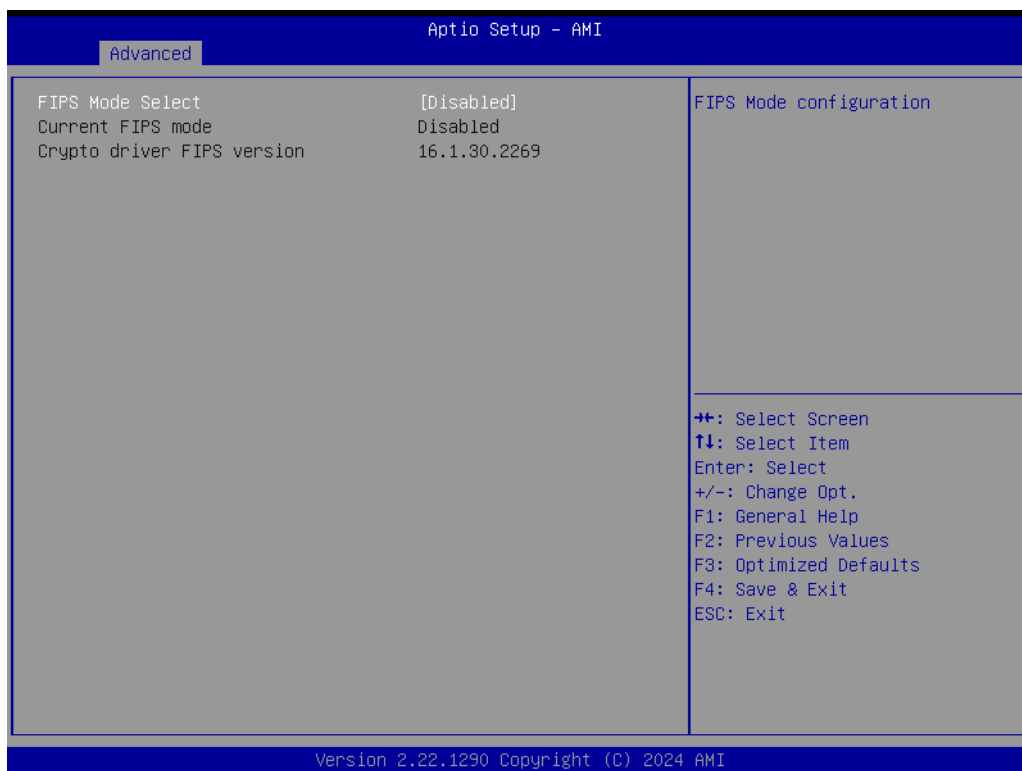 Aptio Setup – AMI
Advanced
FIPS Mode Select [Disabled]
Current FIPS mode Disabled
Crypto driver FIPS version 16.1.30.2269
FIPS Mode configuration
→←: Select Screen
↑↓: Select Item
Enter: Select
+/-: Change Opt.
F1: General Help
F2: Previous Values
F3: Optimized Defaults
F4: Save & Exit
ESC: Exit
Version 2.22.1290 Copyright (C) 2024 AMI